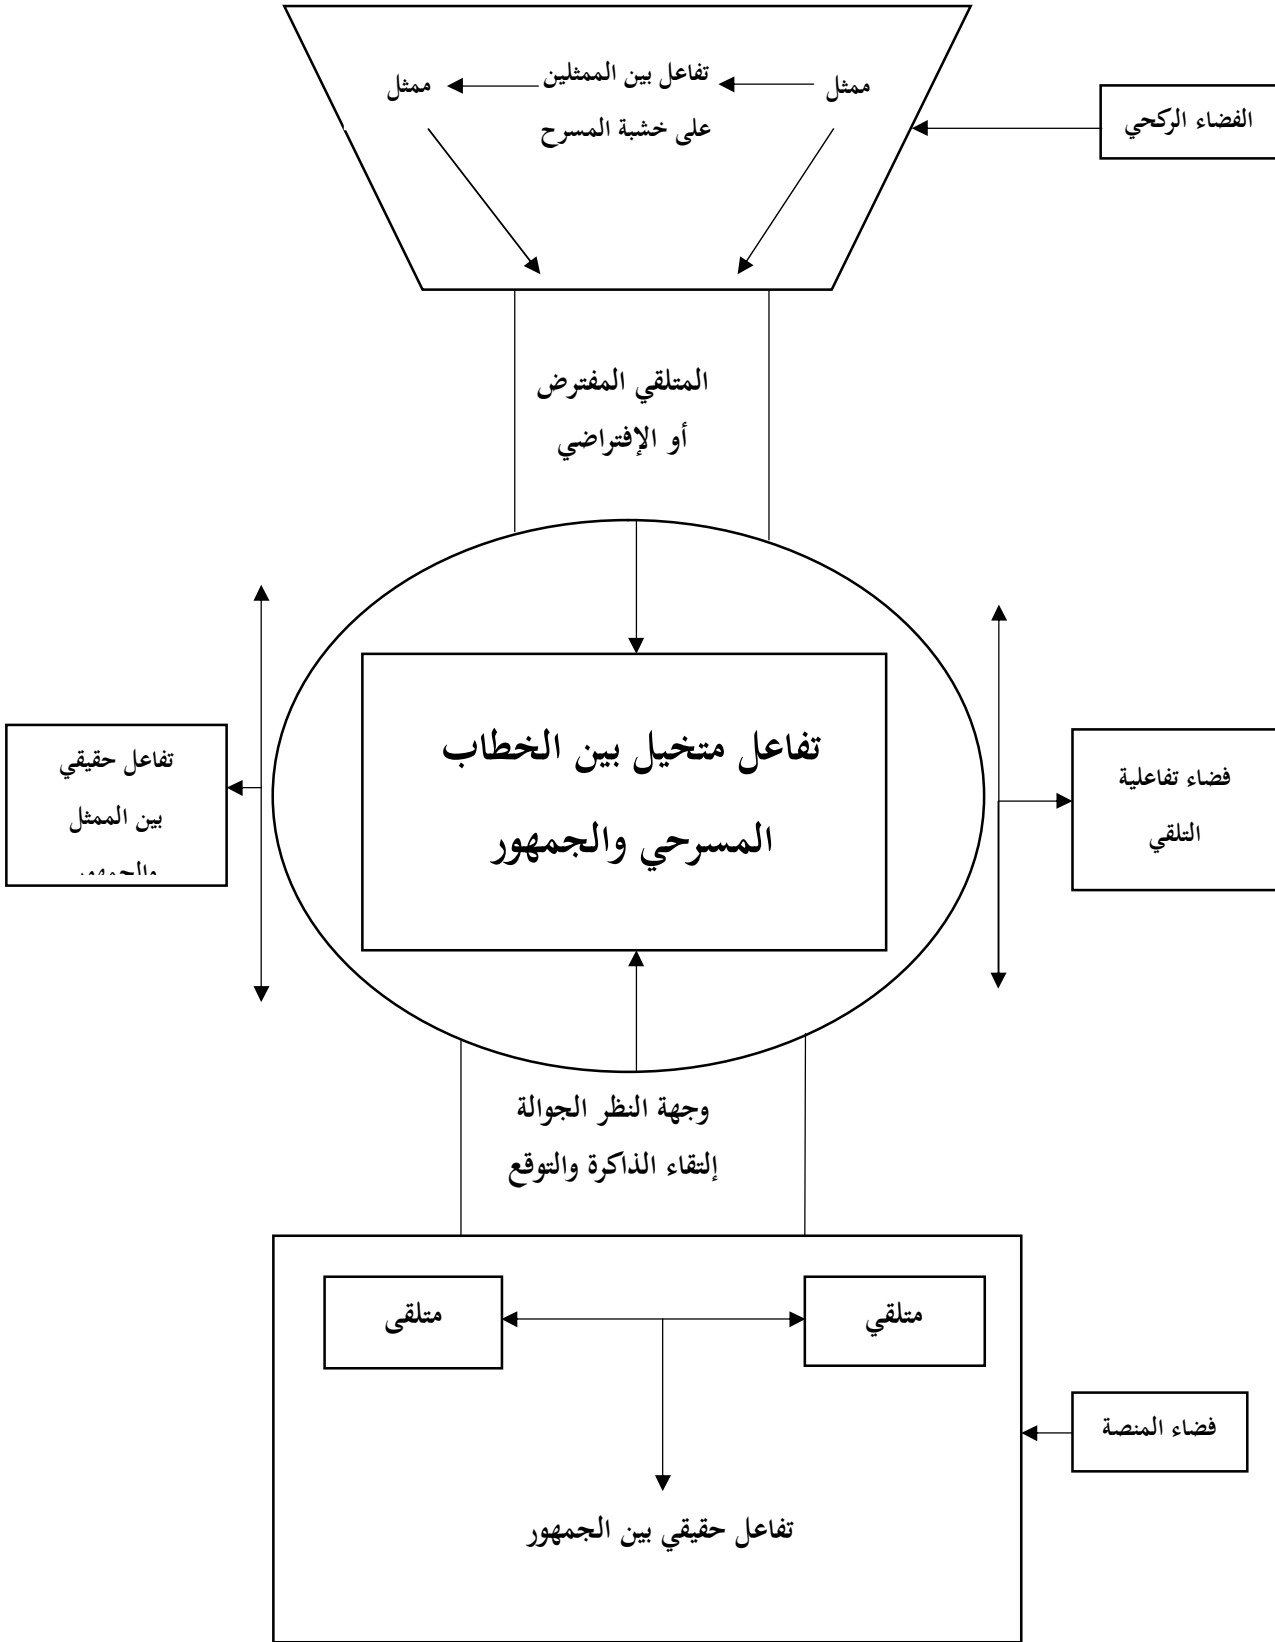 ممثل
تفاعل بين الممثلين
على خشبة المسرح
ممثل
الفضاء الركحي
المتلقي المفترض
أو الإفتراضي
فضاء تفاعلية
التلقي
تفاعل متخيل بين الخطاب
المسرحي والجمهور
تفاعل حقيقي
بين الممثل
والجمهور
وجهة النظر الجوالة
إلتقاء الذاكرة والتوقع
متلقي
متلقى
فضاء المنصة
تفاعل حقيقي بين الجمهور